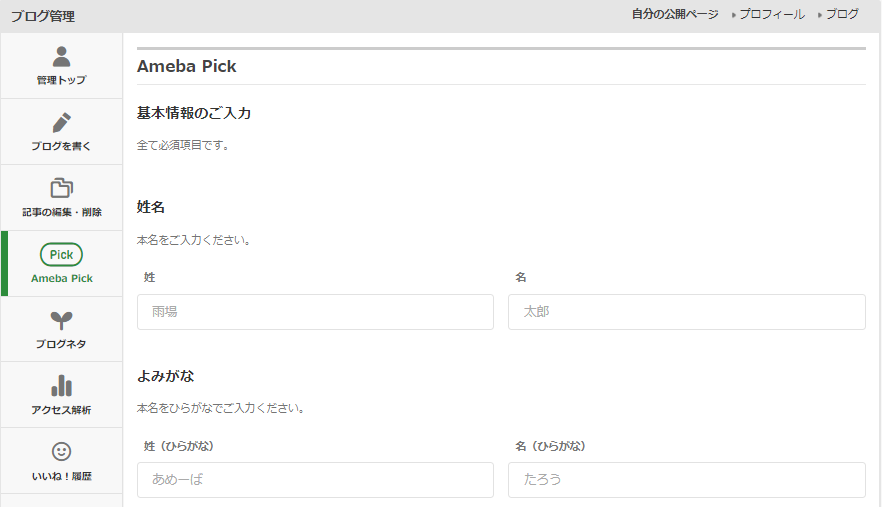 ブログ管理
自分の公開ページ プロフィール ブログ
管理トップ
ブログを書く
記事の編集・削除
Pick
Ameba Pick
ブログネタ
アクセス解析
いいね！履歴
Ameba Pick
基本情報のご入力
全て必須項目です。
姓名
本名をご入力ください。
姓 名
雨場 太郎
よみがな
本名をひらがなでご入力ください。
姓（ひらがな） 名（ひらがな）
あめーば たろう